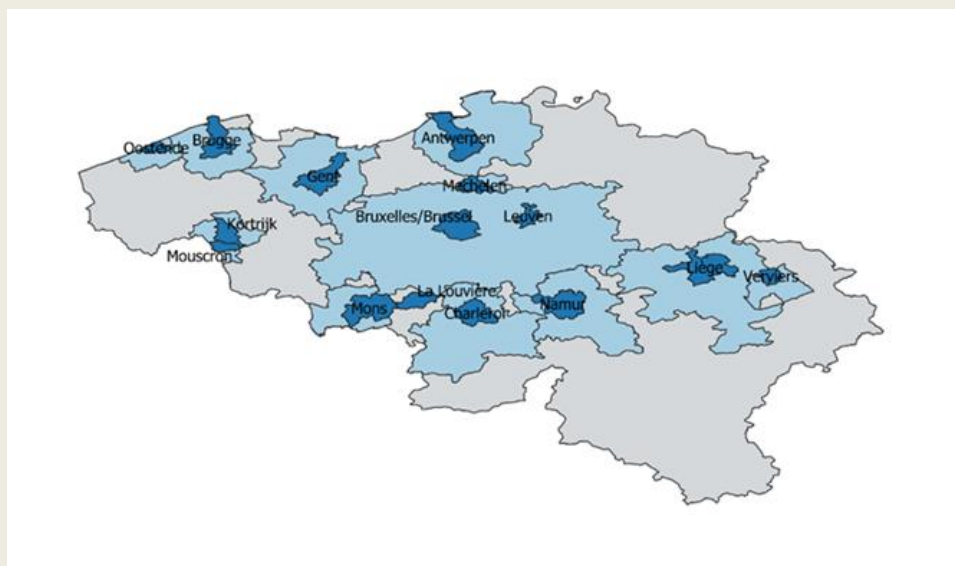 Antwerpen
Brugge
Oostende
Gent
Mechelen
Bruxelles/Brussel
Leuven
Kortrijk
Mouscron
Liège
Verviers
La Louvière
Mons
Namur
Charleroi